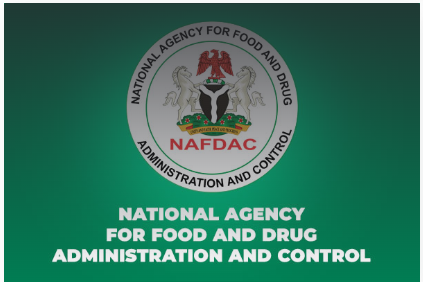 NATIONAL AGENCY FOR FOOD AND DRUG
NAFDAC
ADMINISTRATION AND CONTROL
NATIONAL AGENCY
FOR FOOD AND DRUG
ADMINISTRATION AND CONTROL